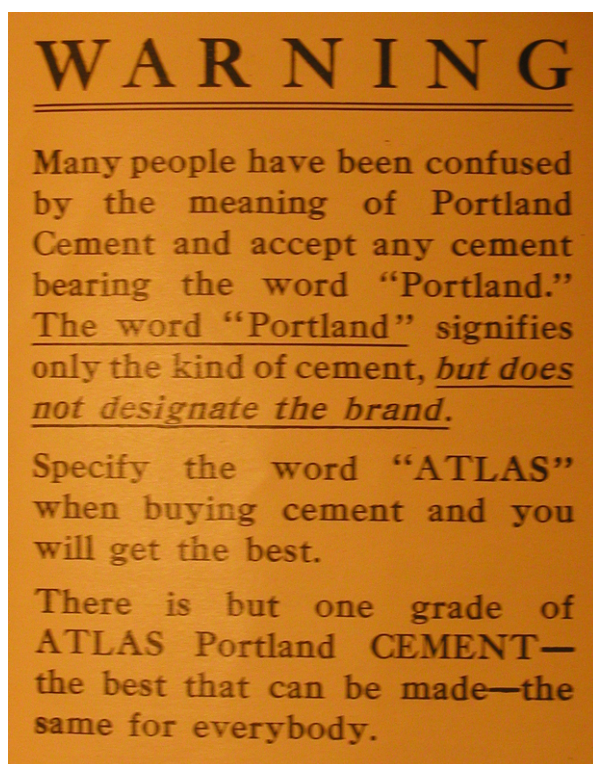 WARNING
Many people have been confused
by the meaning of Portland
Cement and accept any cement
bearing the word “Portland.”
The word “Portland” signifies
only the kind of cement, but does
not designate the brand.
Specify the word “ATLAS”
when buying cement and you
will get the best.
There is but one grade of
ATLAS Portland CEMENT—
the best that can be made—the
same for everybody.